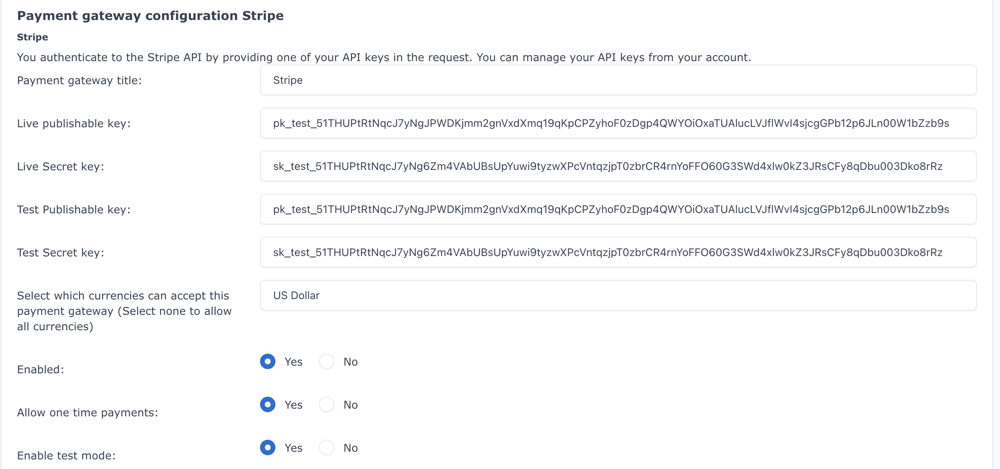 Payment gateway configuration Stripe
Stripe
You authenticate to the Stripe API by providing one of your API keys in the request. You can manage your API keys from your account.
Payment gateway title:
Stripe
Live publishable key:
pk_test_51THUPtRtNqcJ7yNgJPWDKjmm2gnVxdXmq19qKpCPZyhoF0zDgp4QWYOiOxaTUAlucLVJflWvI4sjcgGPb12p6JLn00W1bZzb9s
Live Secret key:
sk_test_51THUPtRtNqcJ7yNg6Zm4VAbUBsUpYuwi9tyzwXPcVntqzjpT0zbrCR4rnYoFFO60G3SWd4xlw0kZ3JRsCFy8qDbu003Dko8rRz
Test Publishable key:
pk_test_51THUPtRtNqcJ7yNgJPWDKjmm2gnVxdXmq19qKpCPZyhoF0zDgp4QWYOiOxaTUAlucLVJflWvI4sjcgGPb12p6JLn00W1bZzb9s
Test Secret key:
sk_test_51THUPtRtNqcJ7yNg6Zm4VAbUBsUpYuwi9tyzwXPcVntqzjpT0zbrCR4rnYoFFO60G3SWd4xlw0kZ3JRsCFy8qDbu003Dko8rRz
Select which currencies can accept this
payment gateway (Select none to allow
all currencies)
US Dollar
Enabled:
Yes No
Allow one time payments:
Yes No
Enable test mode:
Yes No